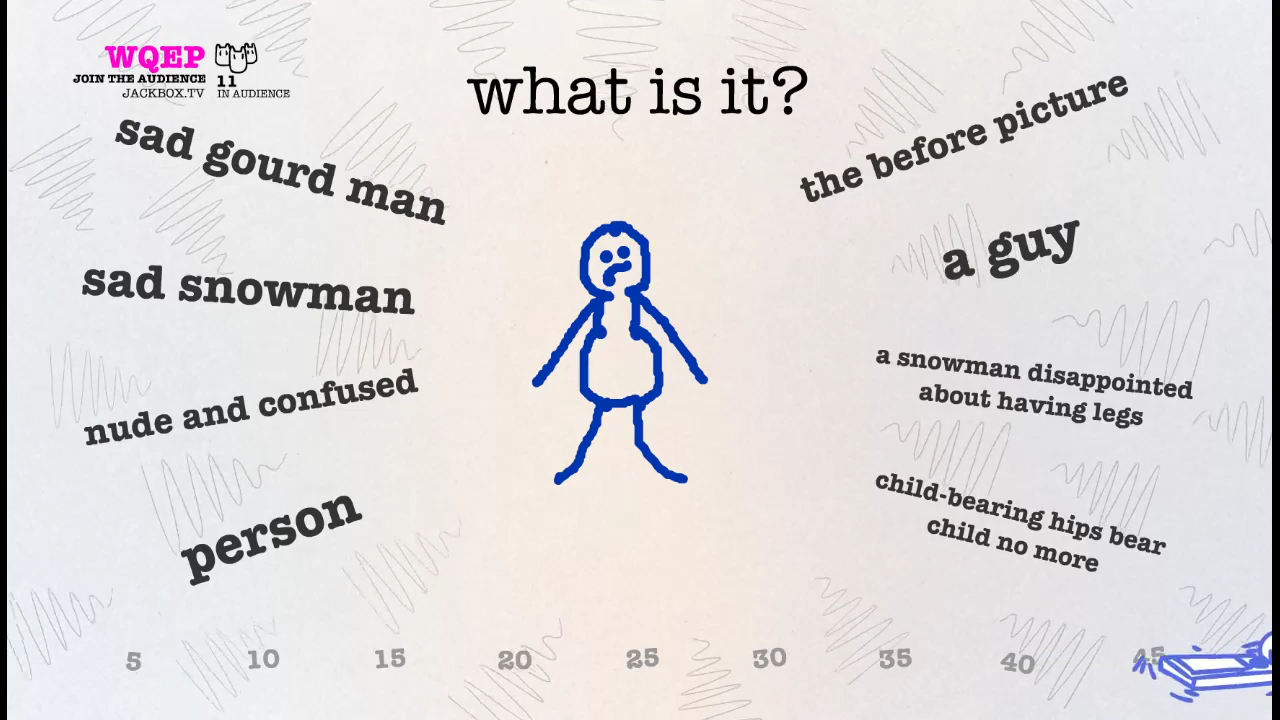 WQEP
JOIN THE AUDIENCE
JACKBOX.TV
11
IN AUDIENCE
what is it?
sad gourd man
sad snowman
nude and confused
person
the before picture
a guy
a snowman disappointed
about having legs
child-bearing hips bear
child no more
5 10 15 20 25 30 35 40 45